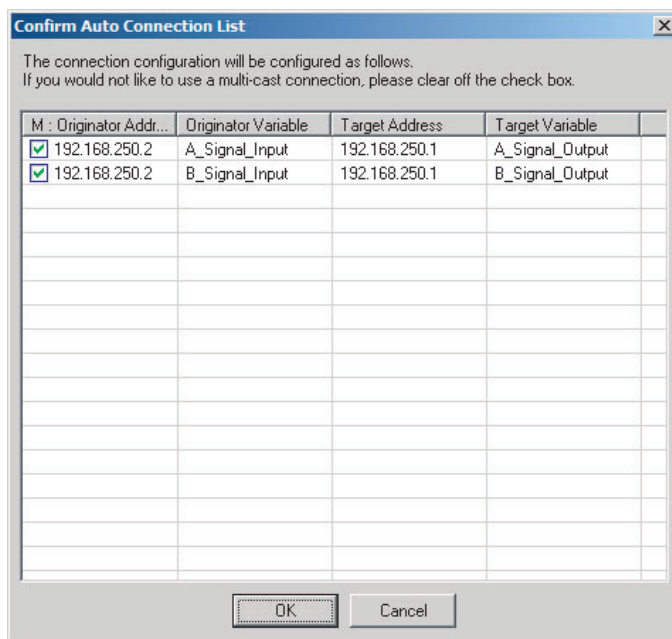 Confirm Auto Connection List
The connection configuration will be configured as follows.
If you would not like to use a multi-cast connection, please clear off the check box.
M : Originator Addr... Originator Variable Target Address Target Variable
192.168.250.2 A_Signal_Input 192.168.250.1 A_Signal_Output
192.168.250.2 B_Signal_Input 192.168.250.1 B_Signal_Output
OK Cancel